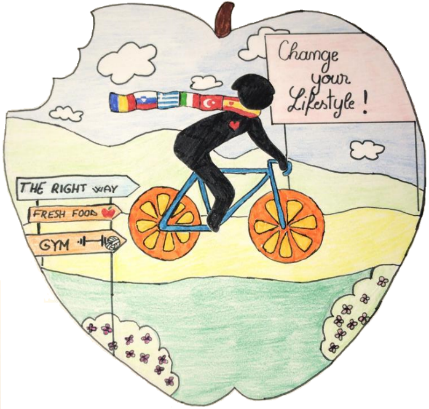 Change
your
Lifestyle!
THE RIGHT WAY
FRESH FOOD
GYM